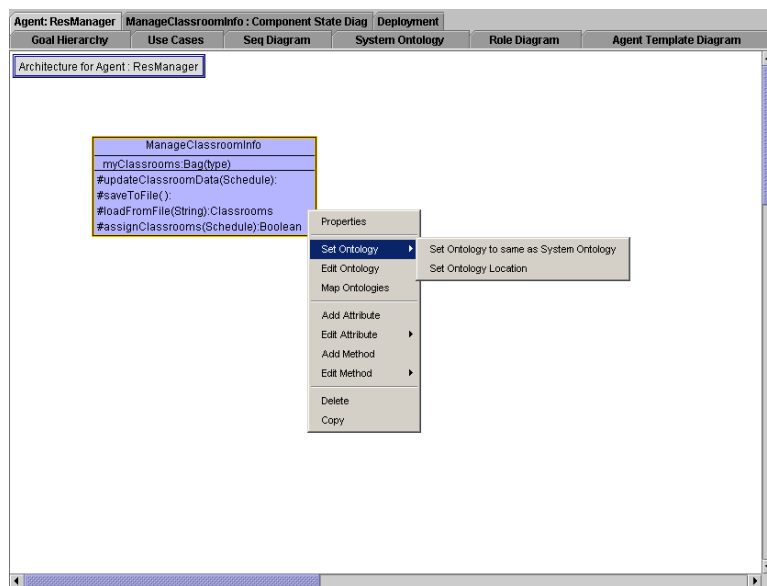 Agent: ResManager ManageClassroomInfo : Component State Diag Deployment
Goal Hierarchy Use Cases Seq Diagram System Ontology Role Diagram Agent Template Diagram
Architecture for Agent : ResManager
ManageClassroomInfo
myClassrooms:Bag(type)
#updateClassroomData(Schedule):
#saveToFile( ):
#loadFromFile(String):Classrooms
#assignClassrooms(Schedule):Boolean
Properties
Set Ontology
Set Ontology to same as System Ontology
Edit Ontology
Set Ontology Location
Map Ontologies
Add Attribute
Edit Attribute
Add Method
Edit Method
Delete
Copy